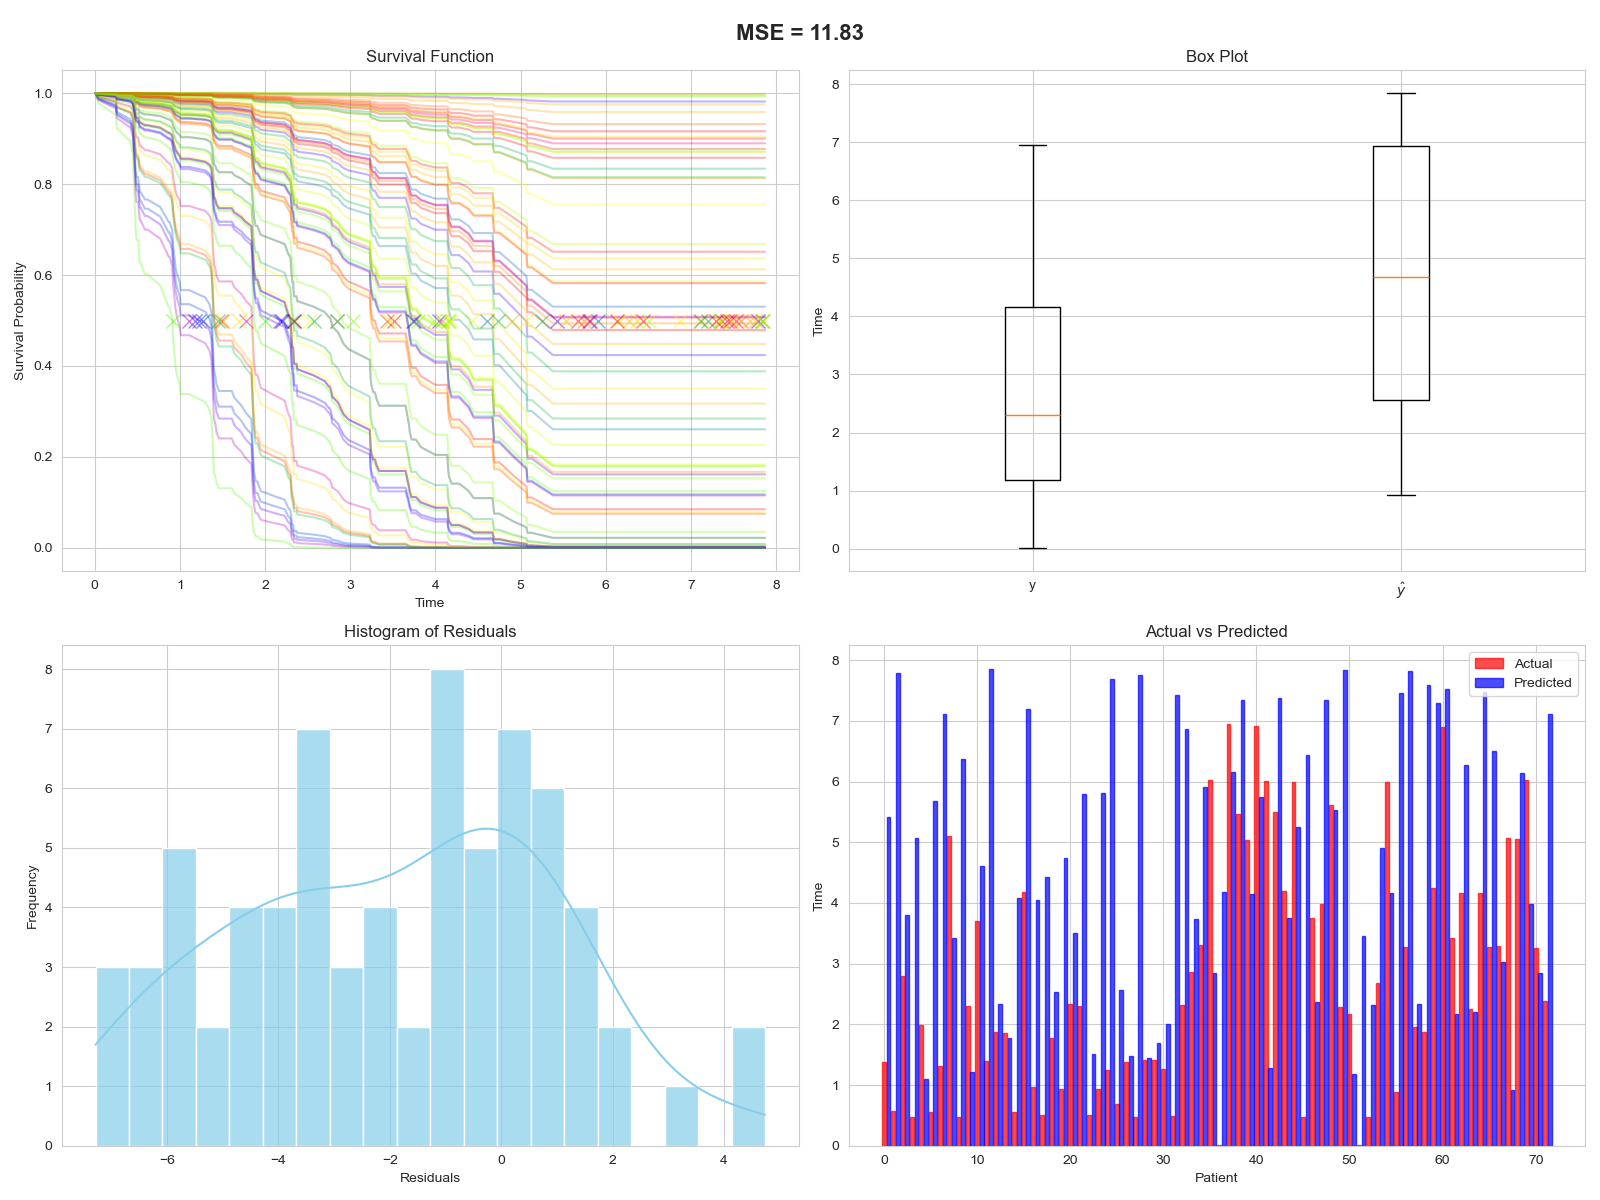 MSE = 11.83
Survival Function
Survival Probability
1.0
0.8
0.6
0.4
0.2
0.0
0 1 2 3 4 5 6 7 8
Time
Box Plot
Time
8
7
6
5
4
3
2
1
0
y ŷ
Histogram of Residuals
Frequency
8
7
6
5
4
3
2
1
0
−6 −4 −2 0 2 4
Residuals
Actual vs Predicted
Time
8
7
6
5
4
3
2
1
0
Actual
Predicted
0 10 20 30 40 50 60 70
Patient